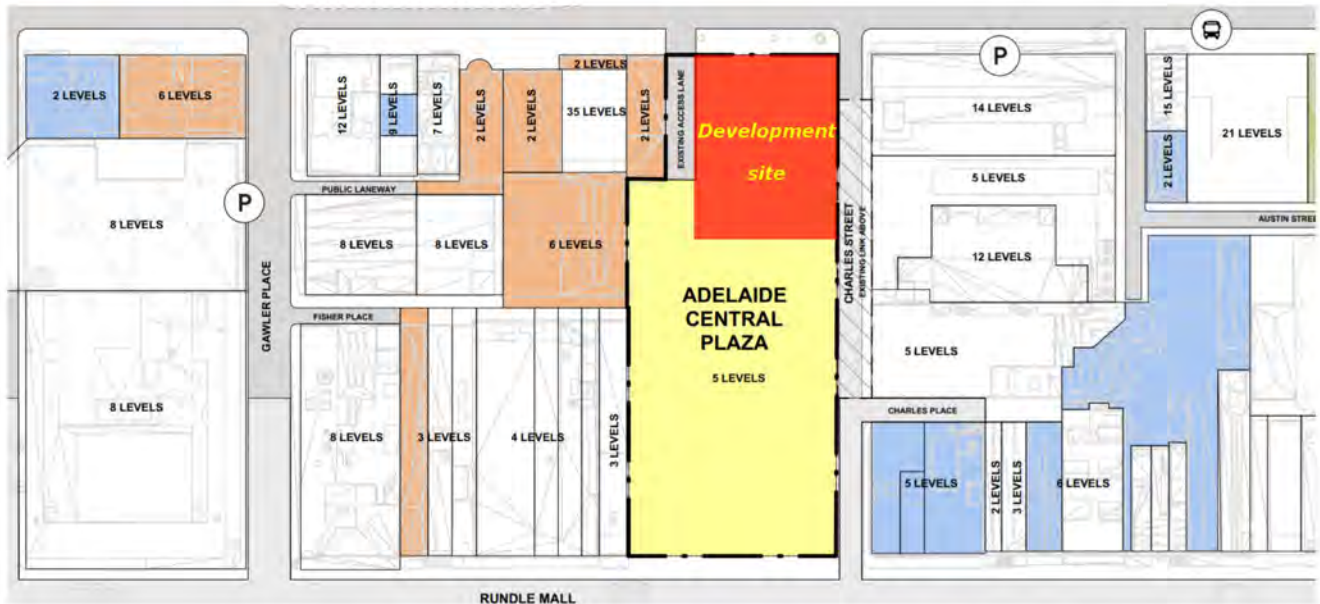 P
2 LEVELS
6 LEVELS
8 LEVELS
P
8 LEVELS
GAWLER PLACE
12 LEVELS
9 LEVELS
7 LEVELS
2 LEVELS
2 LEVELS
2 LEVELS
35 LEVELS
2 LEVELS
EXISTING ACCESS LANE
Development
site
PUBLIC LANEWAY
8 LEVELS
8 LEVELS
6 LEVELS
FISHER PLACE
8 LEVELS
3 LEVELS
4 LEVELS
3 LEVELS
ADELAIDE
CENTRAL
PLAZA
5 LEVELS
CHARLES STREET
EXISTING LINK ABOVE
14 LEVELS
5 LEVELS
12 LEVELS
5 LEVELS
CHARLES PLACE
5 LEVELS
2 LEVELS
3 LEVELS
6 LEVELS
15 LEVELS
2 LEVELS
21 LEVELS
AUSTIN STREE
RUNDLE MALL